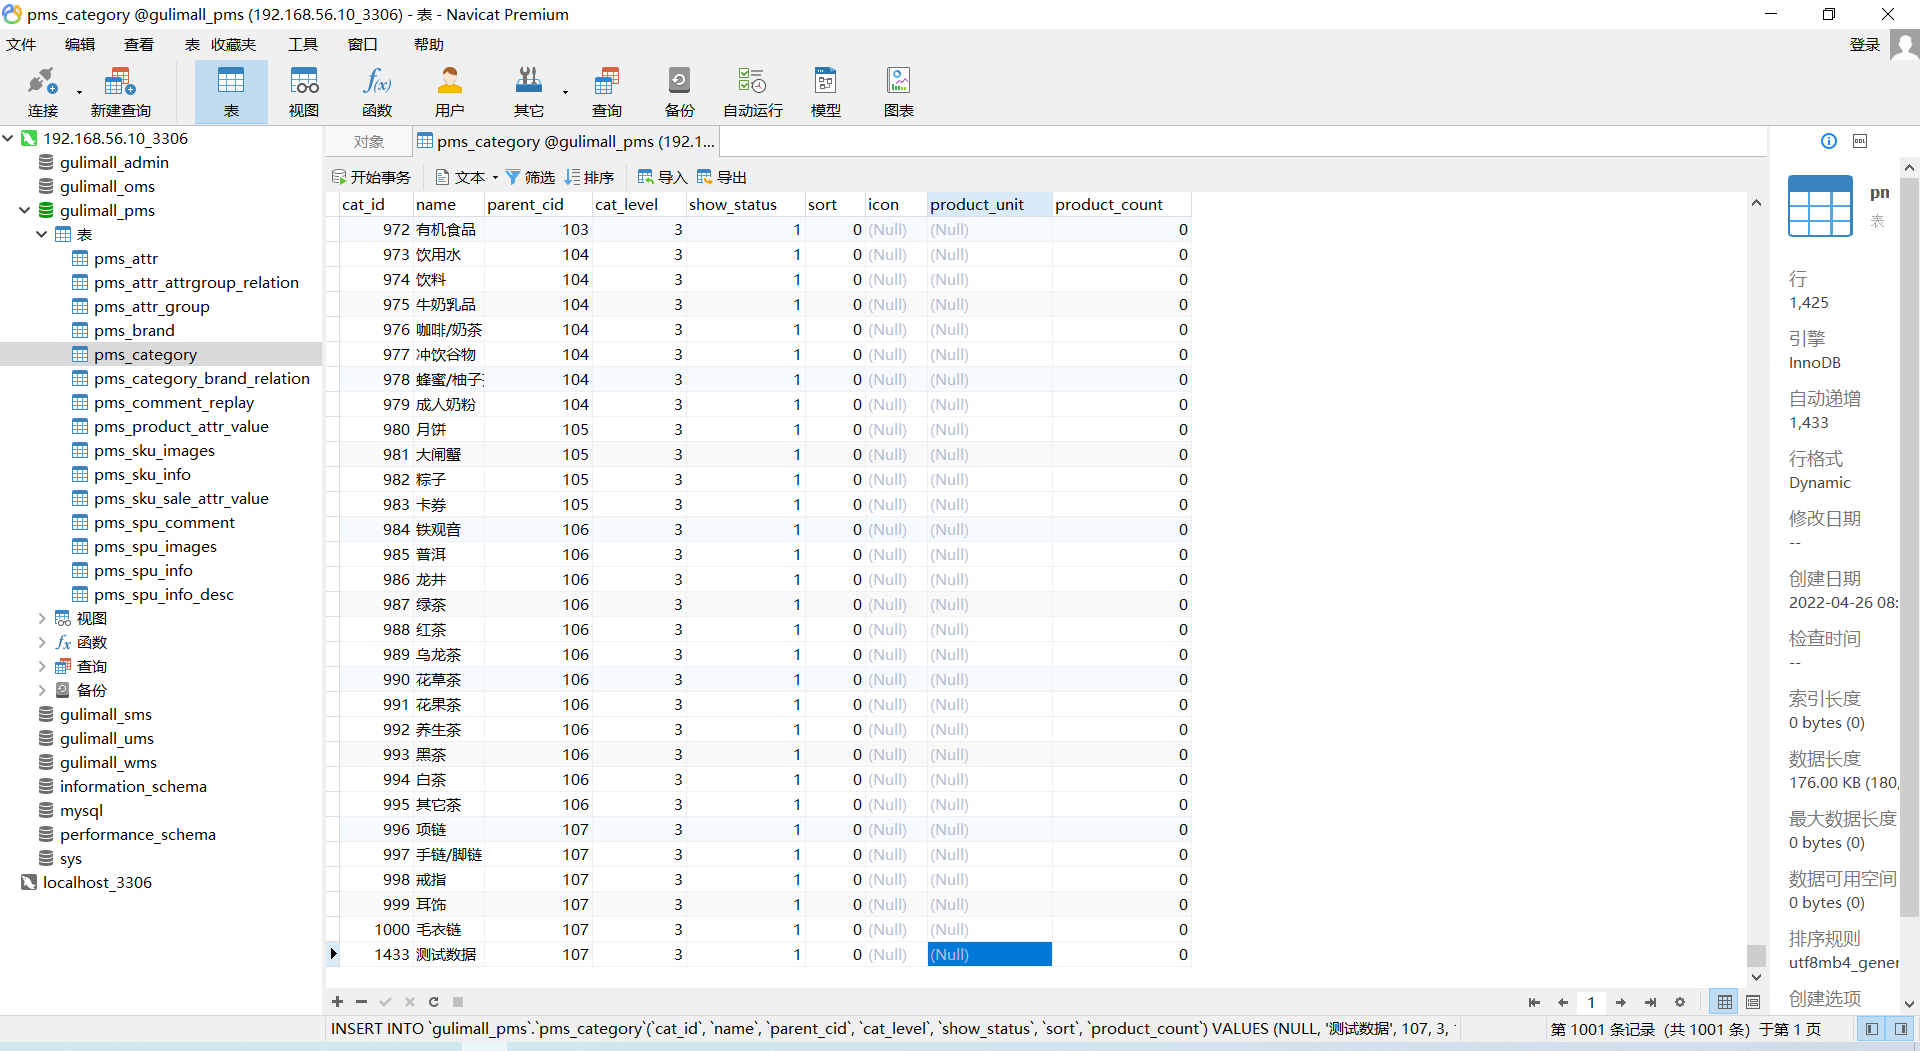 pms_category @gulimall_pms (192.168.56.10_3306) - 表 - Navicat Premium
文件 编辑 查看 表 收藏夹 工具 窗口 帮助 登录
连接 新建查询 表 视图 函数 用户 其它 查询 备份 自动运行 模型 图表
192.168.56.10_3306
gulimall_admin
gulimall_oms
gulimall_pms
表
pms_attr
pms_attr_attrgroup_relation
pms_attr_group
pms_brand
pms_category
pms_category_brand_relation
pms_comment_replay
pms_product_attr_value
pms_sku_images
pms_sku_info
pms_sku_sale_attr_value
pms_spu_comment
pms_spu_images
pms_spu_info
pms_spu_info_desc
视图
函数
查询
备份
gulimall_sms
gulimall_ums
gulimall_wms
information_schema
mysql
performance_schema
sys
localhost_3306
对象 pms_category @gulimall_pms (192.1...
开始事务 文本 筛选 排序 导入 导出
cat_id name parent_cid cat_level show_status sort icon product_unit product_count
972 有机食品 103 3 1 0 (Null) (Null) 0
973 饮用水 104 3 1 0 (Null) (Null) 0
974 饮料 104 3 1 0 (Null) (Null) 0
975 牛奶乳品 104 3 1 0 (Null) (Null) 0
976 咖啡/奶茶 104 3 1 0 (Null) (Null) 0
977 冲饮谷物 104 3 1 0 (Null) (Null) 0
978 蜂蜜/柚子 104 3 1 0 (Null) (Null) 0
979 成人奶粉 104 3 1 0 (Null) (Null) 0
980 月饼 105 3 1 0 (Null) (Null) 0
981 大闸蟹 105 3 1 0 (Null) (Null) 0
982 粽子 105 3 1 0 (Null) (Null) 0
983 卡券 105 3 1 0 (Null) (Null) 0
984 铁观音 106 3 1 0 (Null) (Null) 0
985 普洱 106 3 1 0 (Null) (Null) 0
986 龙井 106 3 1 0 (Null) (Null) 0
987 绿茶 106 3 1 0 (Null) (Null) 0
988 红茶 106 3 1 0 (Null) (Null) 0
989 乌龙茶 106 3 1 0 (Null) (Null) 0
990 花草茶 106 3 1 0 (Null) (Null) 0
991 花果茶 106 3 1 0 (Null) (Null) 0
992 养生茶 106 3 1 0 (Null) (Null) 0
993 黑茶 106 3 1 0 (Null) (Null) 0
994 白茶 106 3 1 0 (Null) (Null) 0
995 其它茶 106 3 1 0 (Null) (Null) 0
996 项链 107 3 1 0 (Null) (Null) 0
997 手链/脚链 107 3 1 0 (Null) (Null) 0
998 戒指 107 3 1 0 (Null) (Null) 0
999 耳饰 107 3 1 0 (Null) (Null) 0
1000 毛衣链 107 3 1 0 (Null) (Null) 0
1433 测试数据 107 3 1 0 (Null) (Null) 0
1
INSERT INTO `gulimall_pms`.`pms_category`(`cat_id`, `name`, `parent_cid`, `cat_level`, `show_status`, `sort`, `product_count`) VALUES (NULL, '测试数据', 107, 3,
第 1001 条记录 (共 1001 条) 于第 1 页
DDL
pn
表
行
1,425
引擎
InnoDB
自动递增
1,433
行格式
Dynamic
修改日期
--
创建日期
2022-04-26 08:
检查时间
--
索引长度
0 bytes (0)
数据长度
176.00 KB (180,
最大数据长度
0 bytes (0)
数据可用空间
0 bytes (0)
排序规则
utf8mb4_gener
创建选项